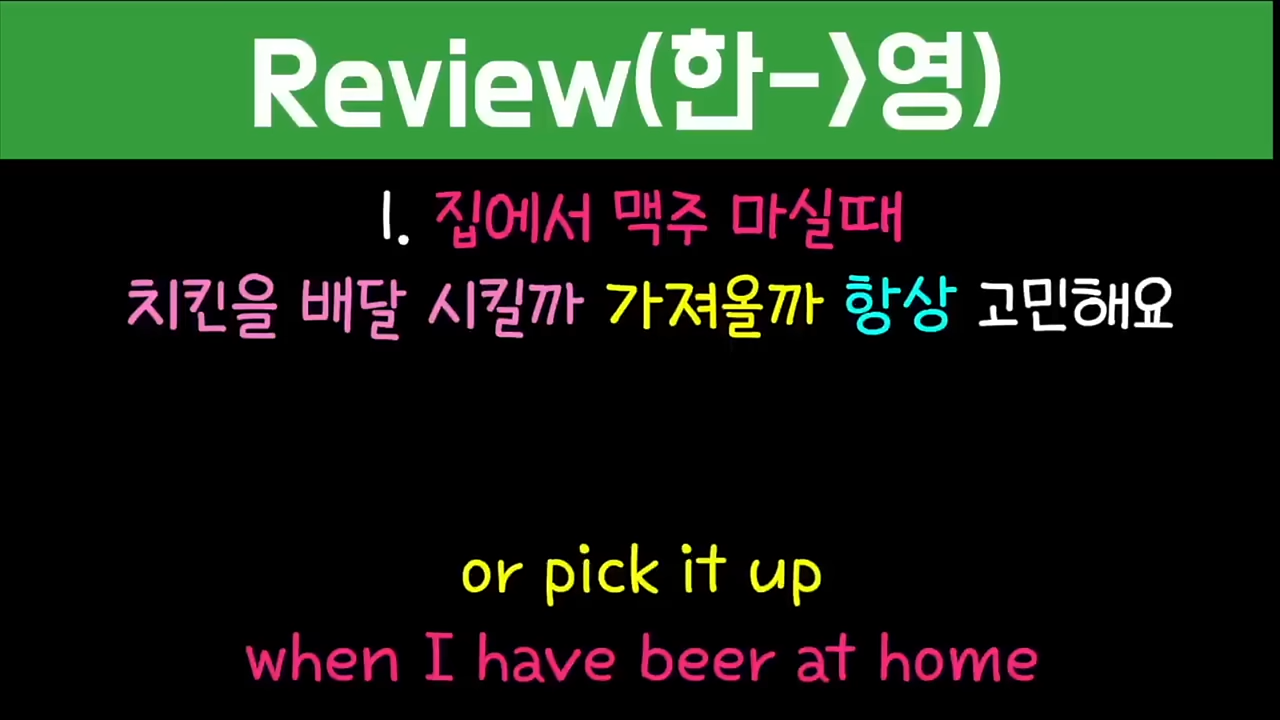 Review(한->영)
1. 집에서 맥주 마실때
치킨을 배달 시킬까 가져올까 항상 고민해요
or pick it up
when I have beer at home